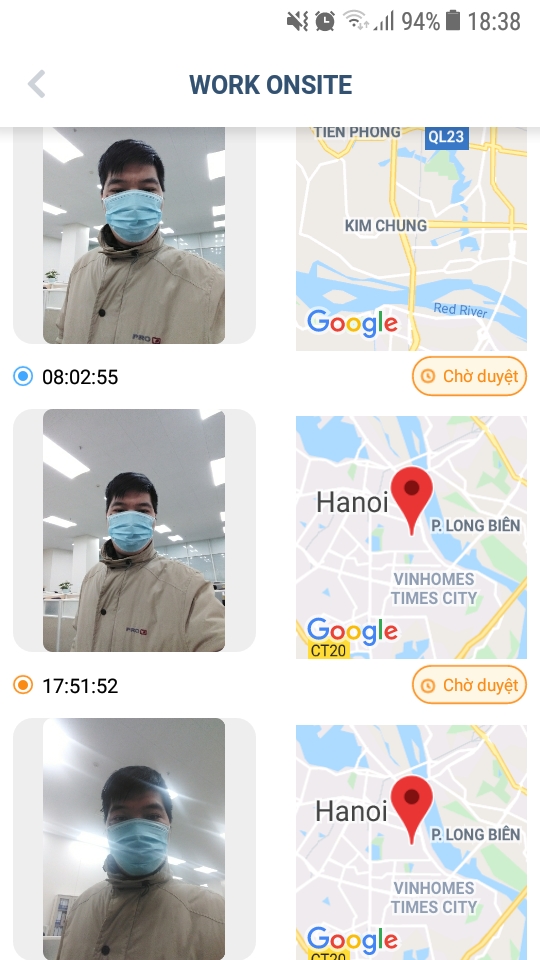 94% 18:38
WORK ONSITE
TIEN PHONG
QL23
KIM CHUNG
Red River
Google
PRO
08:02:55
Chờ duyệt
Hanoi
P. LONG BIÊN
VINHOMES
TIMES CITY
Google
CT20
PRO
17:51:52
Chờ duyệt
Hanoi
P. LONG BIÊN
VINHOMES
TIMES CITY
Google
CT20